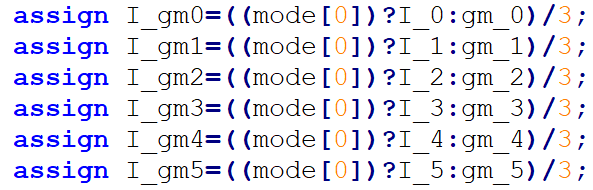 assign I_gm0=((mode[0])?I_0:gm_0)/3;
assign I_gm1=((mode[0])?I_1:gm_1)/3;
assign I_gm2=((mode[0])?I_2:gm_2)/3;
assign I_gm3=((mode[0])?I_3:gm_3)/3;
assign I_gm4=((mode[0])?I_4:gm_4)/3;
assign I_gm5=((mode[0])?I_5:gm_5)/3;